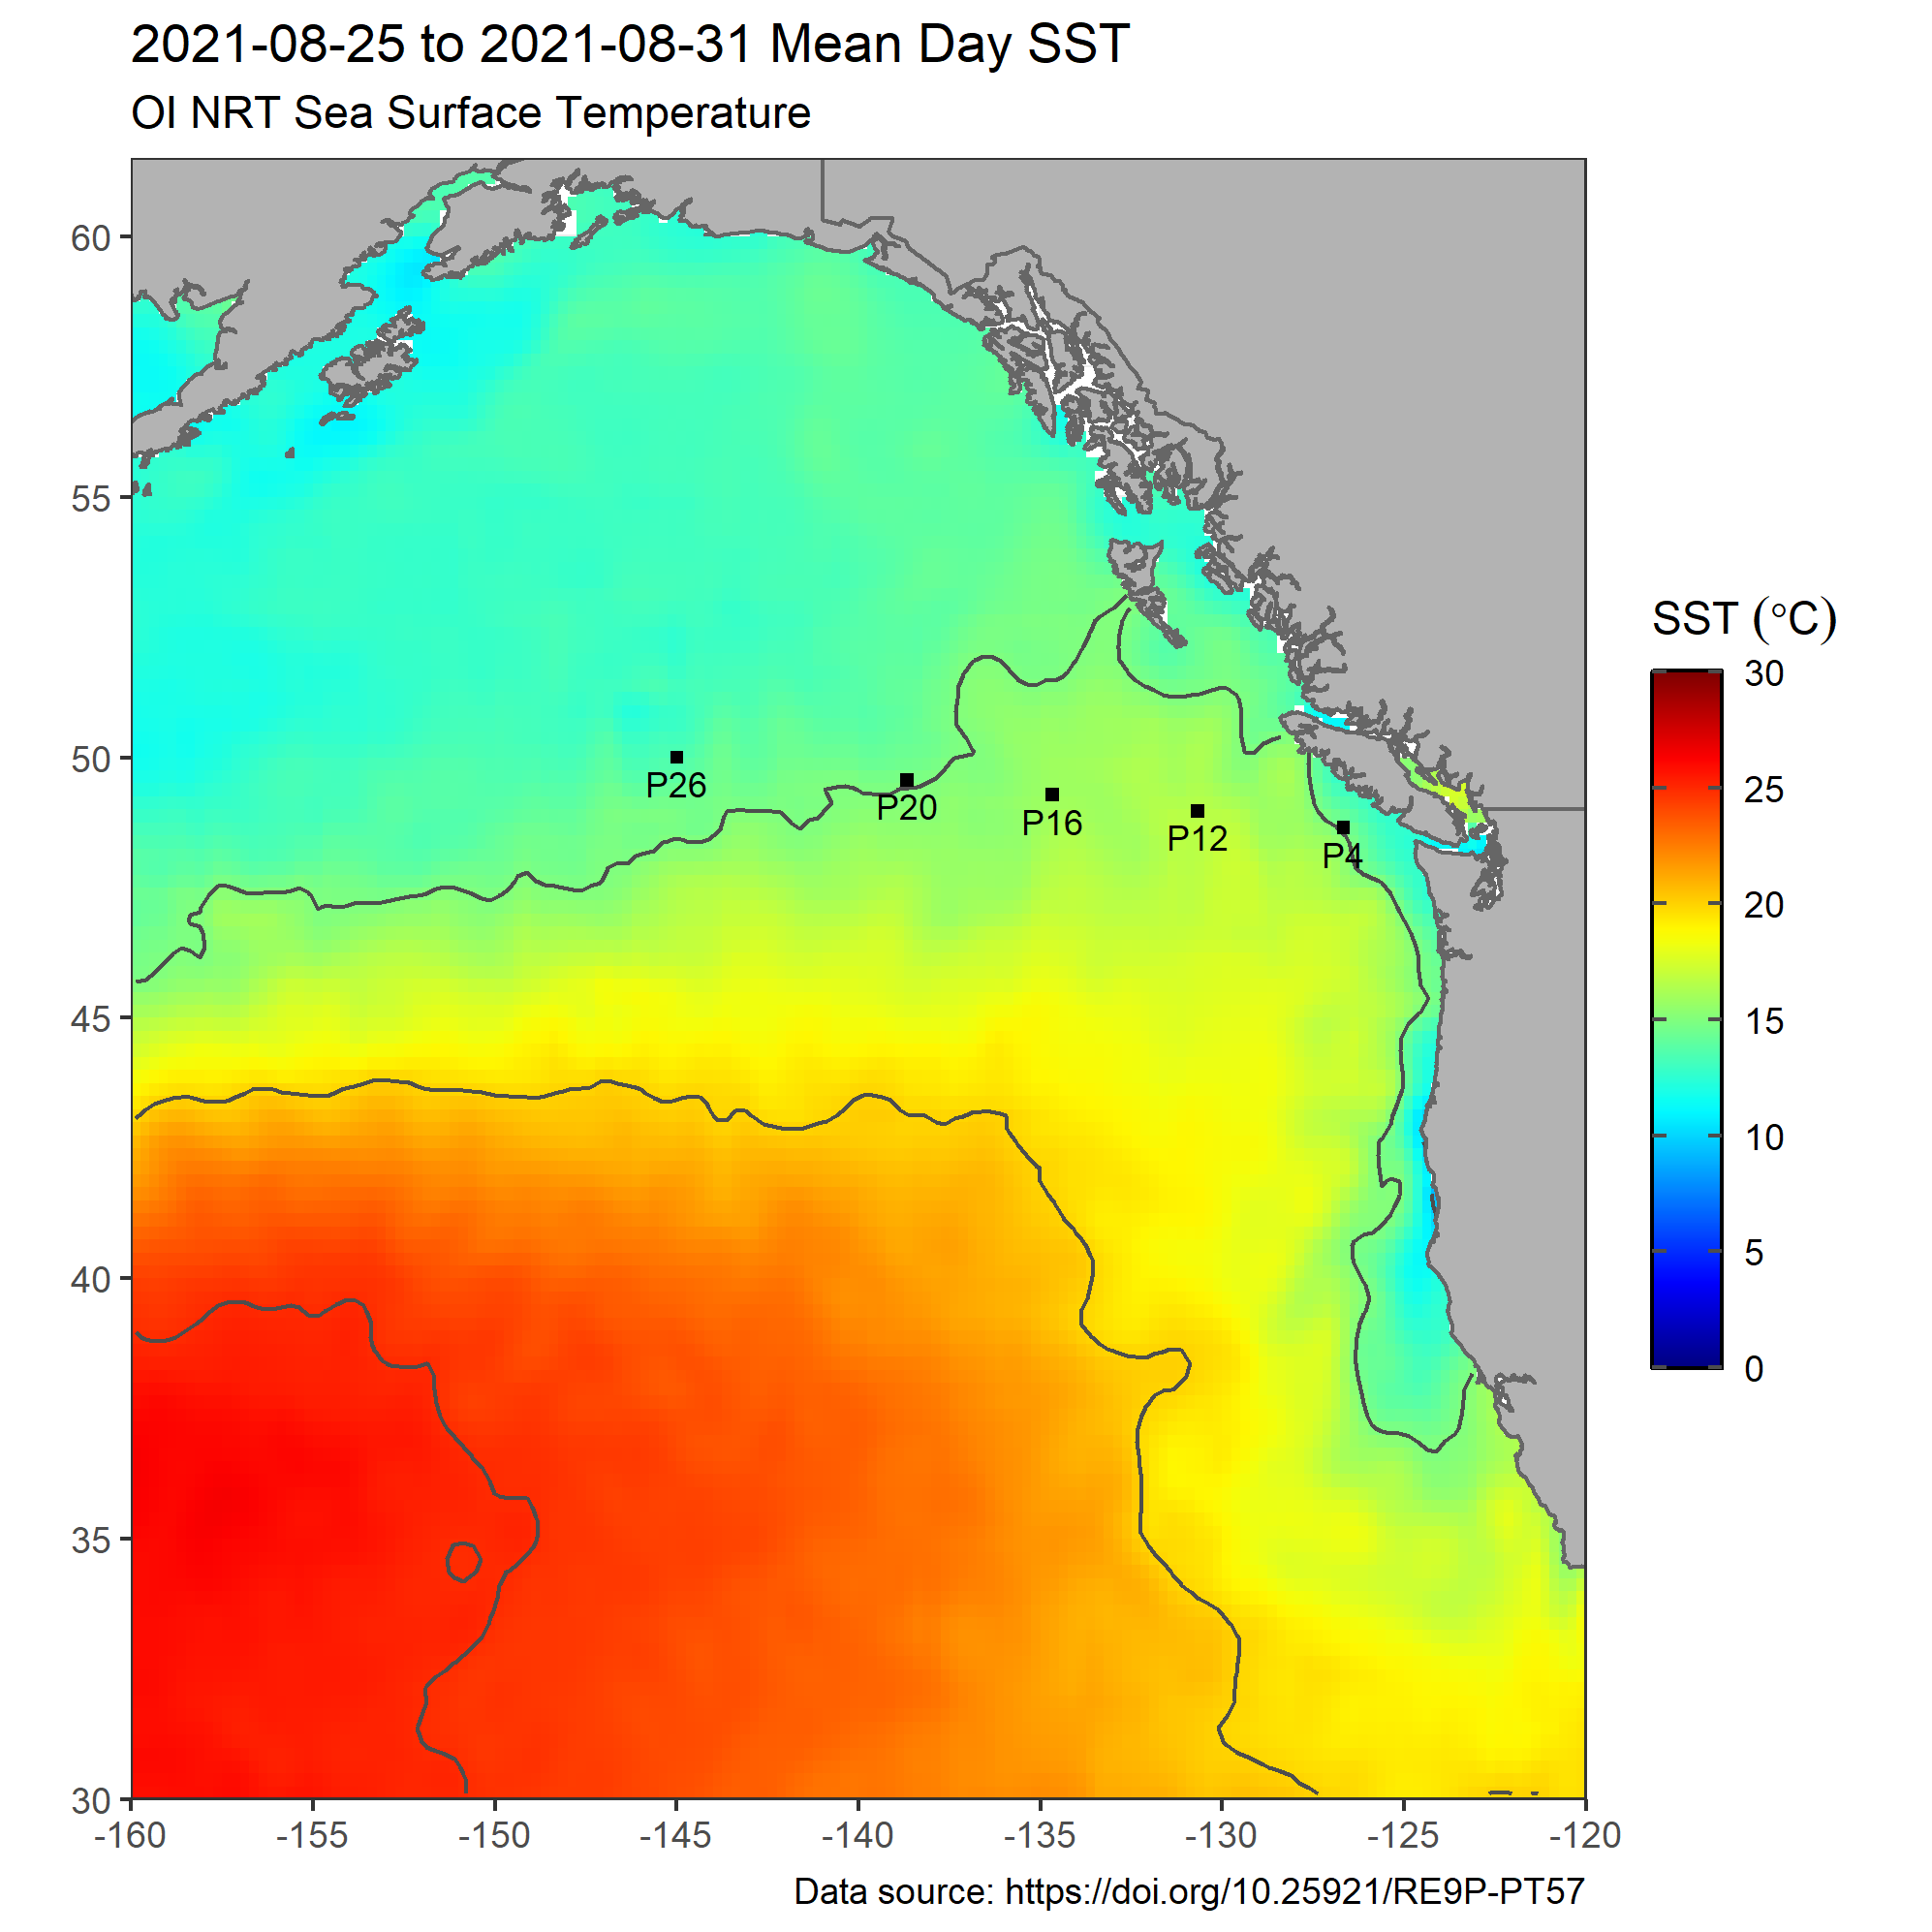 2021-08-25 to 2021-08-31 Mean Day SST
OI NRT Sea Surface Temperature
60
55
50
45
40
35
30
-160
-155
-150
-145
-140
-135
-130
-125
-120
P26
P20
P16
P12
P4
SST (°C)
30
25
20
15
10
5
0
Data source: https://doi.org/10.25921/RE9P-PT57